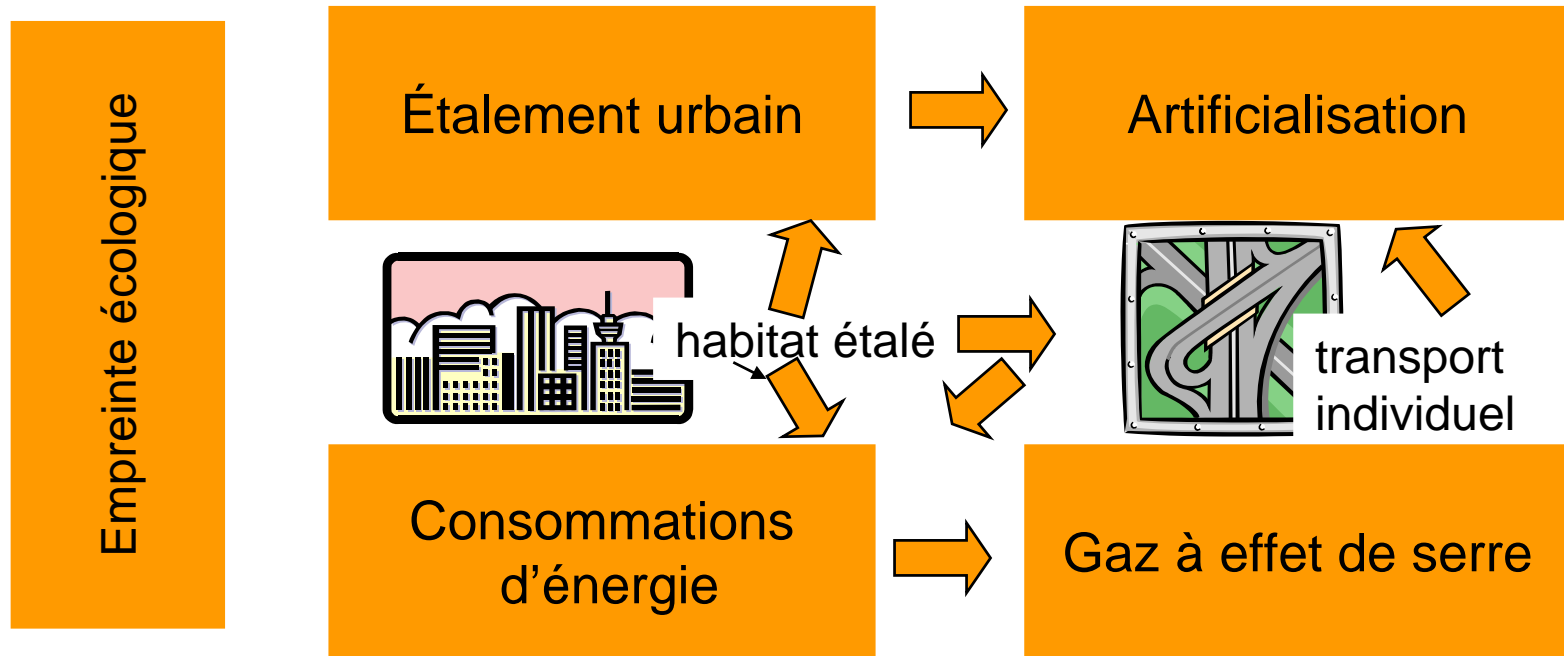 Empreinte écologique
Étalement urbain
Artificialisation
habitat étalé
transport
individuel
Consommations
d’énergie
Gaz à effet de serre